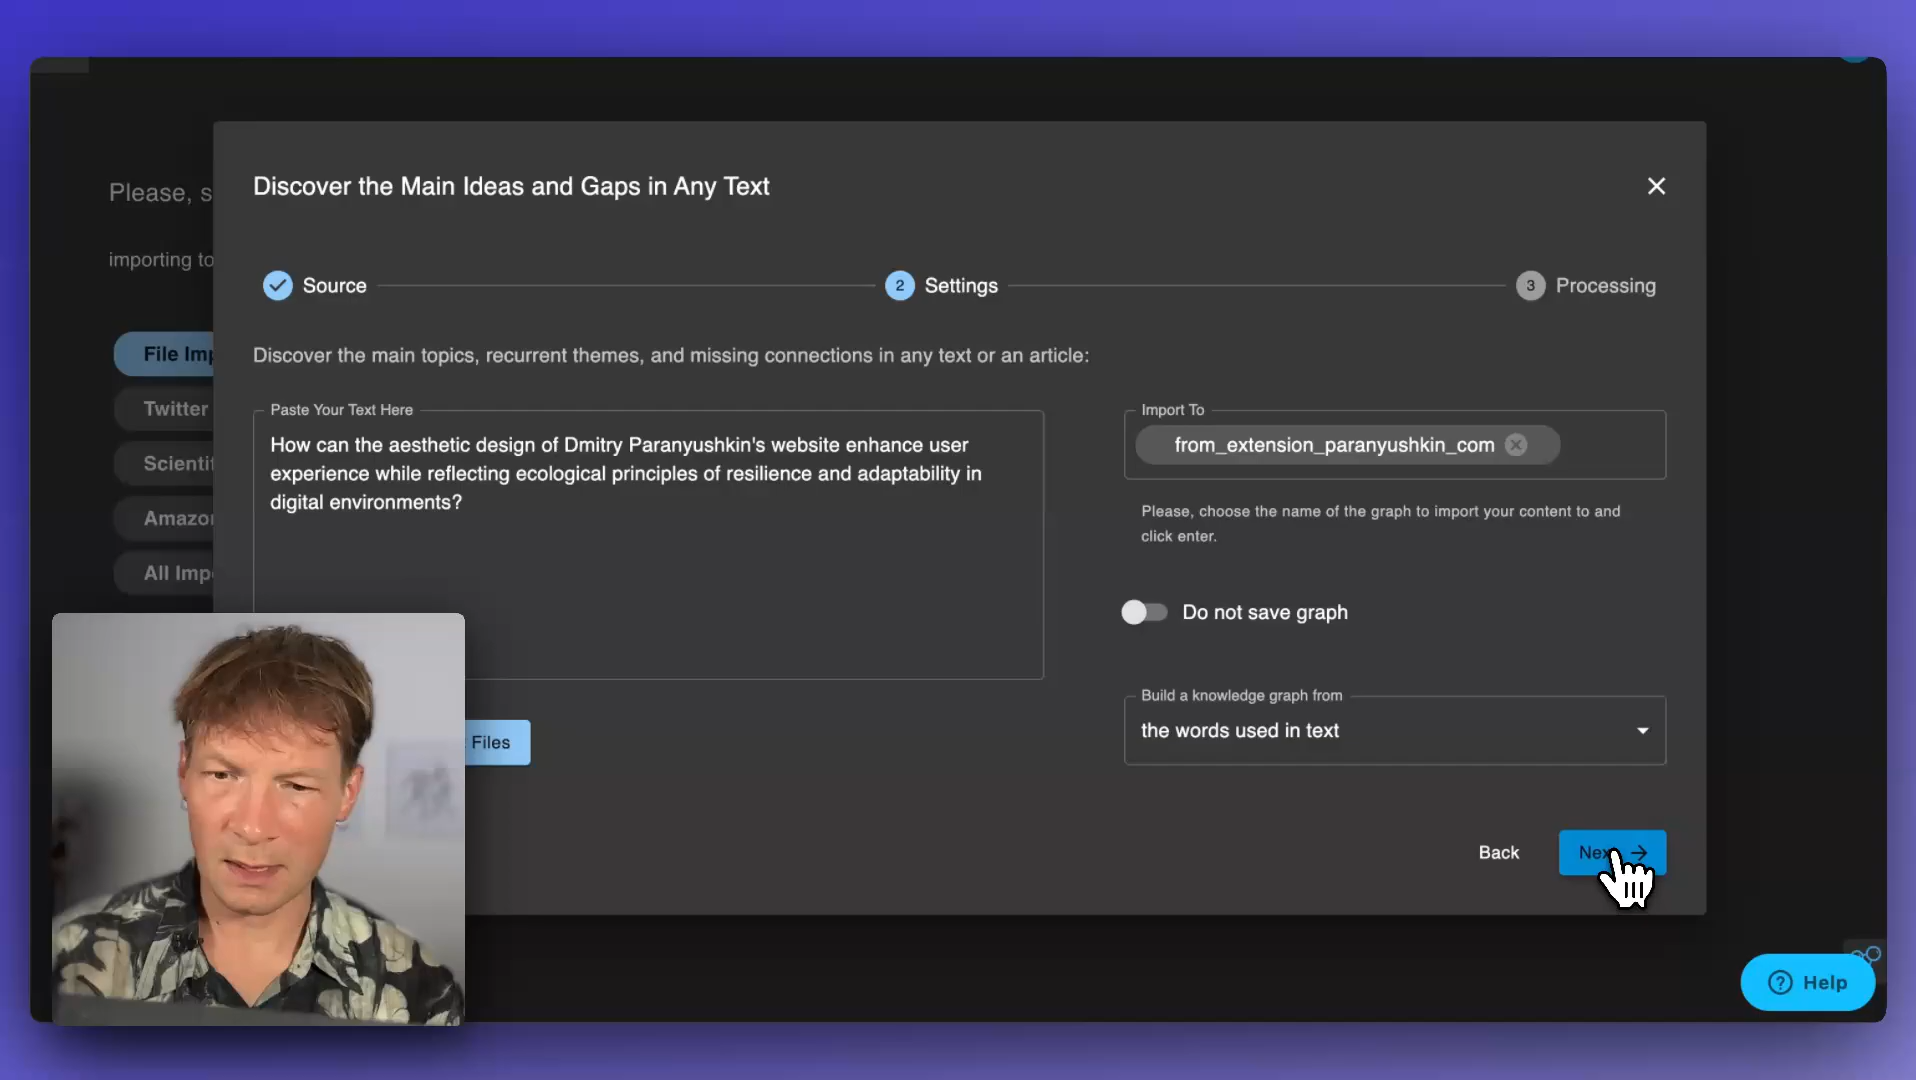 Please, s
importing to
File Imp
Twitter
Scientif
Amazon
All Impo
Discover the Main Ideas and Gaps in Any Text
Source
2 Settings
3 Processing
Discover the main topics, recurrent themes, and missing connections in any text or an article:
Paste Your Text Here
How can the aesthetic design of Dmitry Paranyushkin's website enhance user
experience while reflecting ecological principles of resilience and adaptability in
digital environments?
Files
Import To
from_extension_paranyushkin_com
Please, choose the name of the graph to import your content to and
click enter.
Do not save graph
Build a knowledge graph from
the words used in text
Back
Nex
? Help